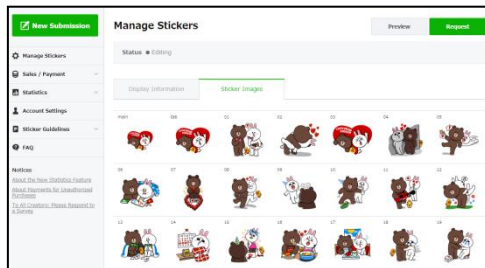 New Submission
Manage Stickers
Preview
Request
Status
Editing
Manage Stickers
Sales / Payment
Statistics
Account Settings
Sticker Guidelines
FAQ
Display Information
Sticker Images
Notices
About the New Statistics Feature
About Payments for Unauthorized
Purchases
To All Creators: Please Respond to
a Survey
main
tab
01
02
03
04
05
06
07
08
09
10
11
12
13
14
15
16
17
18
19